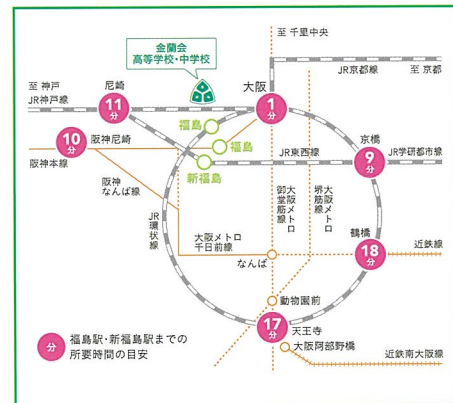 至 千里中央
金蘭会
高等学校・中学校
JR京都線
至 京都
至 神戸
JR神戸線
尼崎
11分
大阪
1分
福島
福島
新福島
10分
阪神尼崎
阪神本線
阪神
なんば線
JR東西線
京橋
9分
JR学研都市線
JR環状線
大阪メトロ
御堂筋線
大阪メトロ
堺筋線
大阪メトロ
千日前線
なんば
鶴橋
18分
近鉄線
動物園前
17分
天王寺
大阪阿部野橋
近鉄南大阪線
分
福島駅・新福島駅までの
所要時間の目安